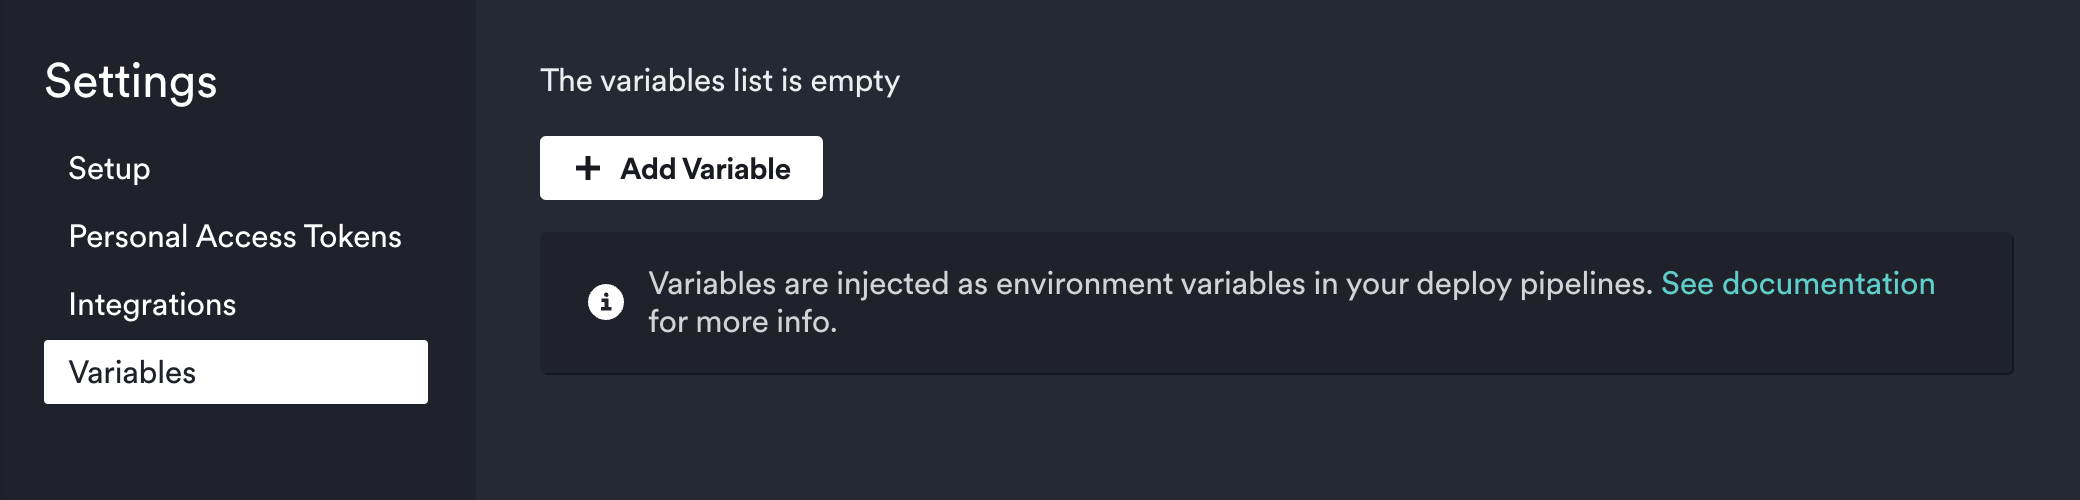 Settings
Setup
Personal Access Tokens
Integrations
Variables
The variables list is empty
+ Add Variable
Variables are injected as environment variables in your deploy pipelines. See documentation
for more info.